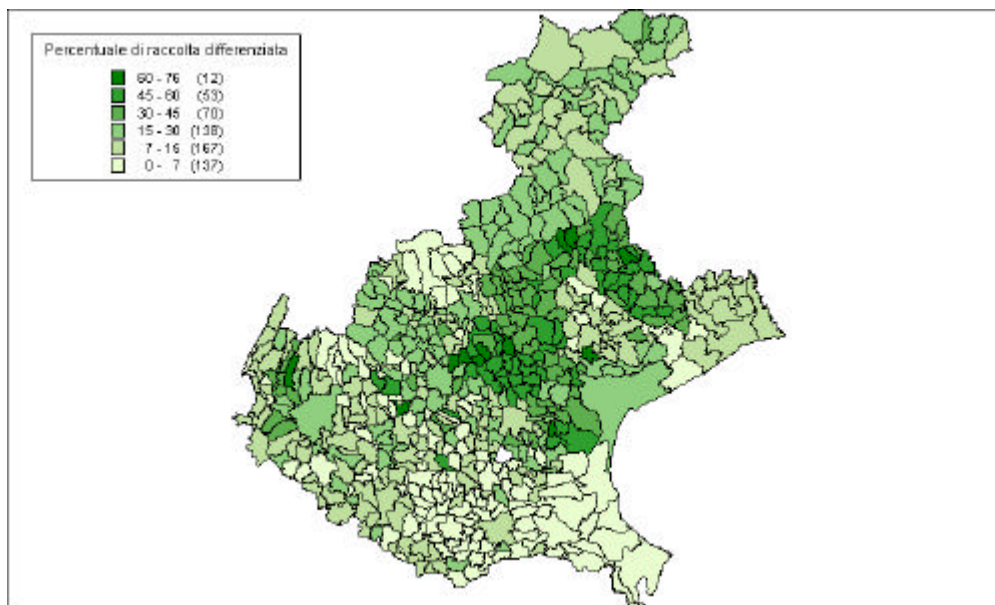 Percentuale di raccolta differenziata
60 - 76 (12)
45 - 60 (53)
30 - 45 (70)
15 - 30 (138)
7 - 15 (167)
0 - 7 (137)